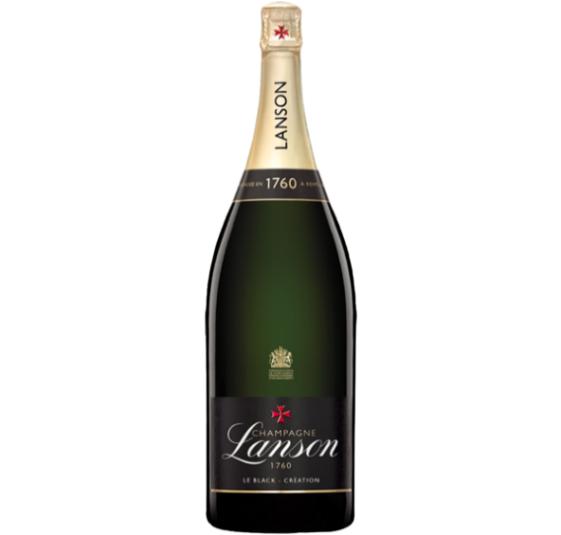 LANSON
1760
CHAMPAGNE
Lanson
1760
LE BLACK - CRÉATION